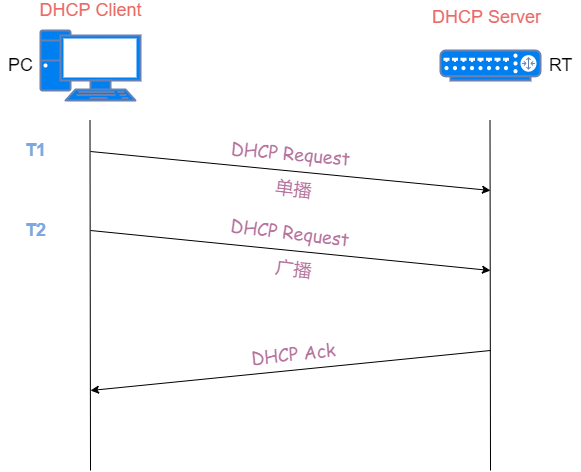 DHCP Client
DHCP Server
PC
RT
T1
DHCP Request
单播
T2
DHCP Request
广播
DHCP Ack